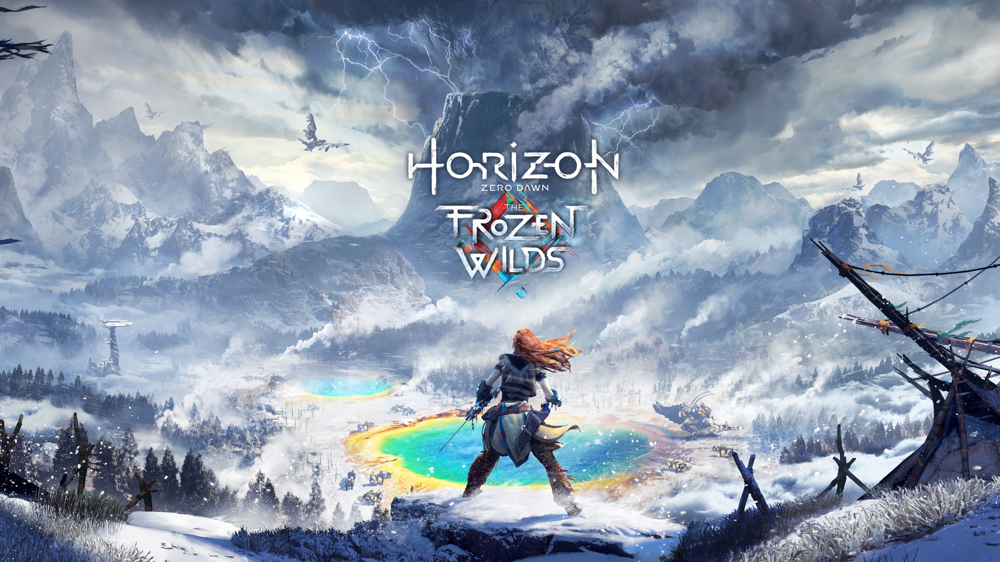 HORIZON
ZERO DAWN
THE
FROZEN
WILDS